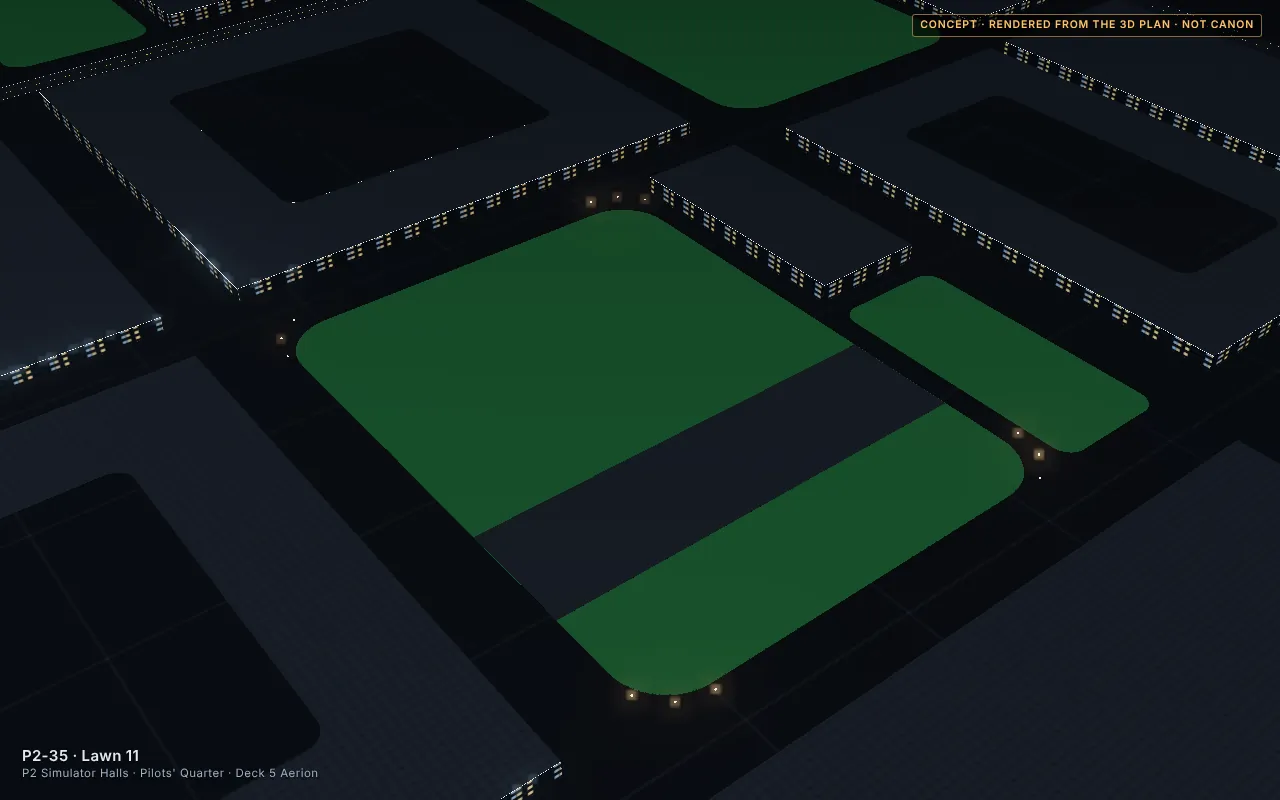 CONCEPT · RENDERED FROM THE 3D PLAN · NOT CANON
P2-35 · Lawn 11
P2 Simulator Halls · Pilots' Quarter · Deck 5 Aerion